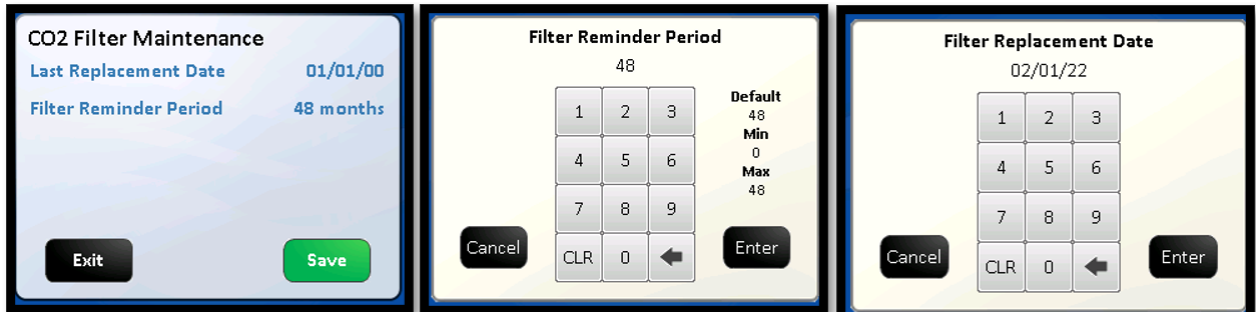 CO2 Filter Maintenance
Last Replacement Date 01/01/00
Filter Reminder Period 48 months
Exit Save
Filter Reminder Period
48
1 2 3
4 5 6
7 8 9
CLR 0
Default
48
Min
0
Max
48
Cancel Enter
Filter Replacement Date
02/01/22
1 2 3
4 5 6
7 8 9
CLR 0
Cancel Enter